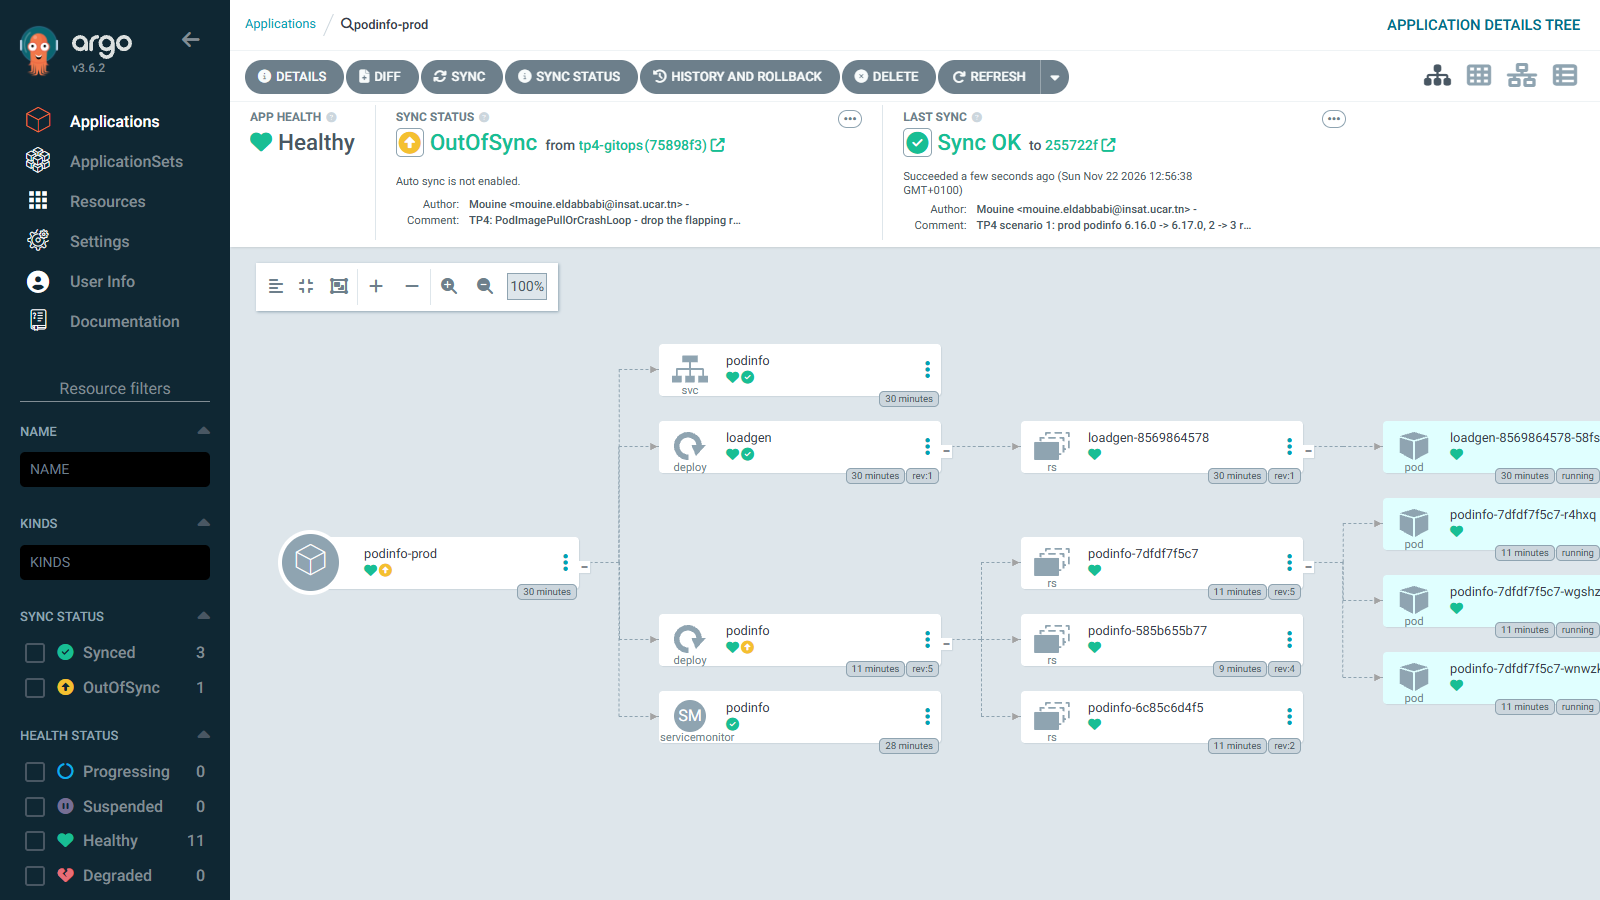 argo
v3.6.2
Applications
ApplicationSets
Resources
Settings
User Info
Documentation
Resource filters
NAME
NAME
KINDS
KINDS
SYNC STATUS
Synced 3
OutOfSync 1
HEALTH STATUS
Progressing 0
Suspended 0
Healthy 11
Degraded 0
Applications / podinfo-prod
APPLICATION DETAILS TREE
DETAILS DIFF SYNC SYNC STATUS HISTORY AND ROLLBACK DELETE REFRESH
APP HEALTH
Healthy
SYNC STATUS
OutOfSync from tp4-gitops (75898f3)
Auto sync is not enabled.
Author: Mouine <mouine.eldabbabi@insat.ucar.tn> -
Comment: TP4: PodImagePullOrCrashLoop - drop the flapping r...
LAST SYNC
Sync OK to 255722f
Succeeded a few seconds ago (Sun Nov 22 2026 12:56:38
GMT+0100)
Author: Mouine <mouine.eldabbabi@insat.ucar.tn> -
Comment: TP4 scenario 1: prod podinfo 6.16.0 -> 6.17.0, 2 -> 3 r...
100%
podinfo-prod
30 minutes
podinfo
svc
30 minutes
loadgen
deploy
30 minutes rev:1
podinfo
deploy
11 minutes rev:5
podinfo
SM
servicemonitor
28 minutes
loadgen-8569864578
rs
30 minutes rev:1
podinfo-7dfdf7f5c7
rs
11 minutes rev:5
podinfo-585b655b77
rs
9 minutes rev:4
podinfo-6c85c6d4f5
rs
11 minutes rev:2
loadgen-8569864578-58fs
pod
30 minutes running
podinfo-7dfdf7f5c7-r4hxq
pod
11 minutes running
podinfo-7dfdf7f5c7-wgshz
pod
11 minutes running
podinfo-7dfdf7f5c7-wnwzk
pod
11 minutes running